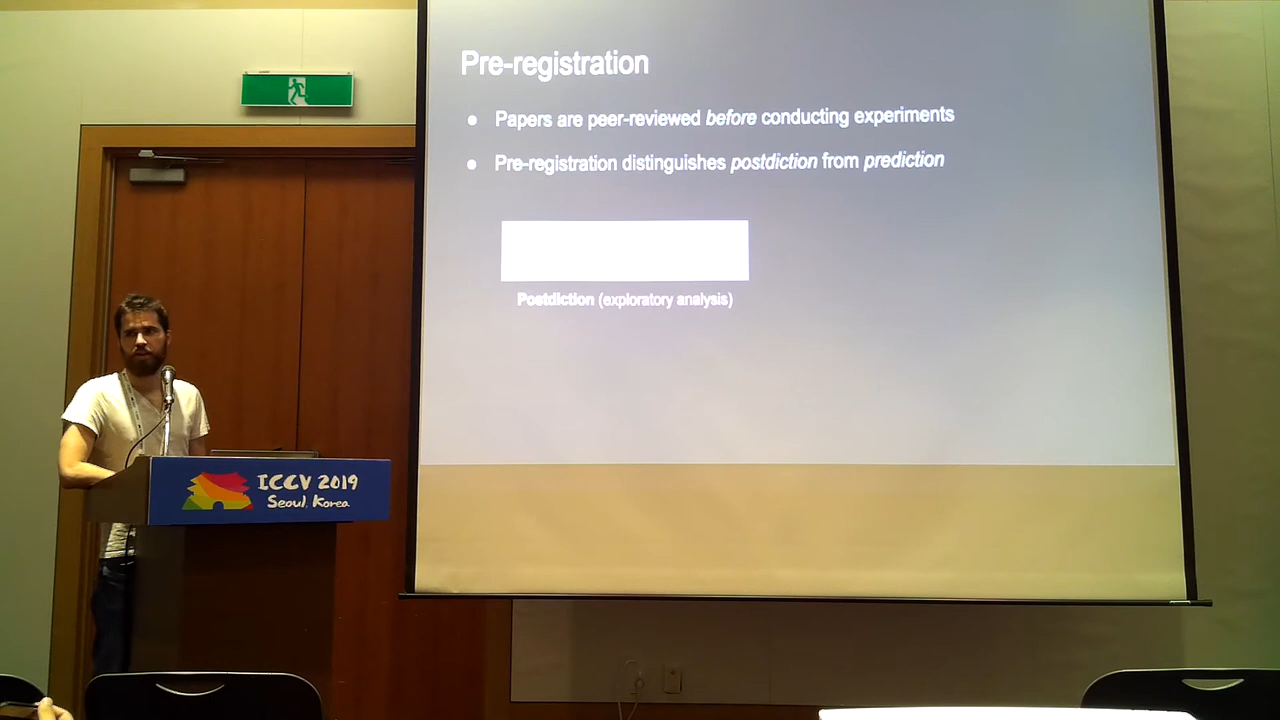 Pre-registration
● Papers are peer-reviewed before conducting experiments
● Pre-registration distinguishes postdiction from prediction
Postdiction (exploratory analysis)
ICCV 2019
Seoul, Korea